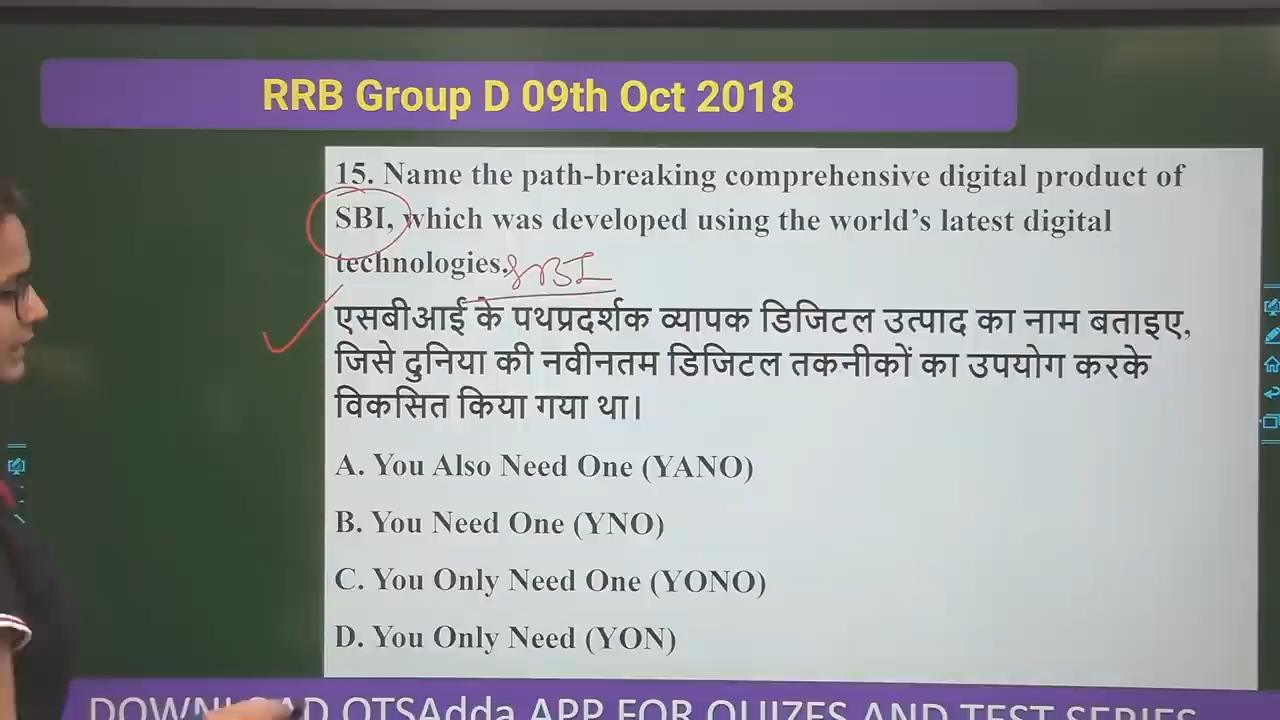 RRB Group D 09th Oct 2018
15. Name the path-breaking comprehensive digital product of
SBI, which was developed using the world's latest digital
technologies.
SBI
एसबीआई के पथप्रदर्शक व्यापक डिजिटल उत्पाद का नाम बताइए,
जिसे दुनिया की नवीनतम डिजिटल तकनीकों का उपयोग करके
विकसित किया गया था।
A. You Also Need One (YANO)
B. You Need One (YNO)
C. You Only Need One (YONO)
D. You Only Need (YON)
DOWNLOAD OTSAdda APP FOR QUIZES AND TEST SERIES